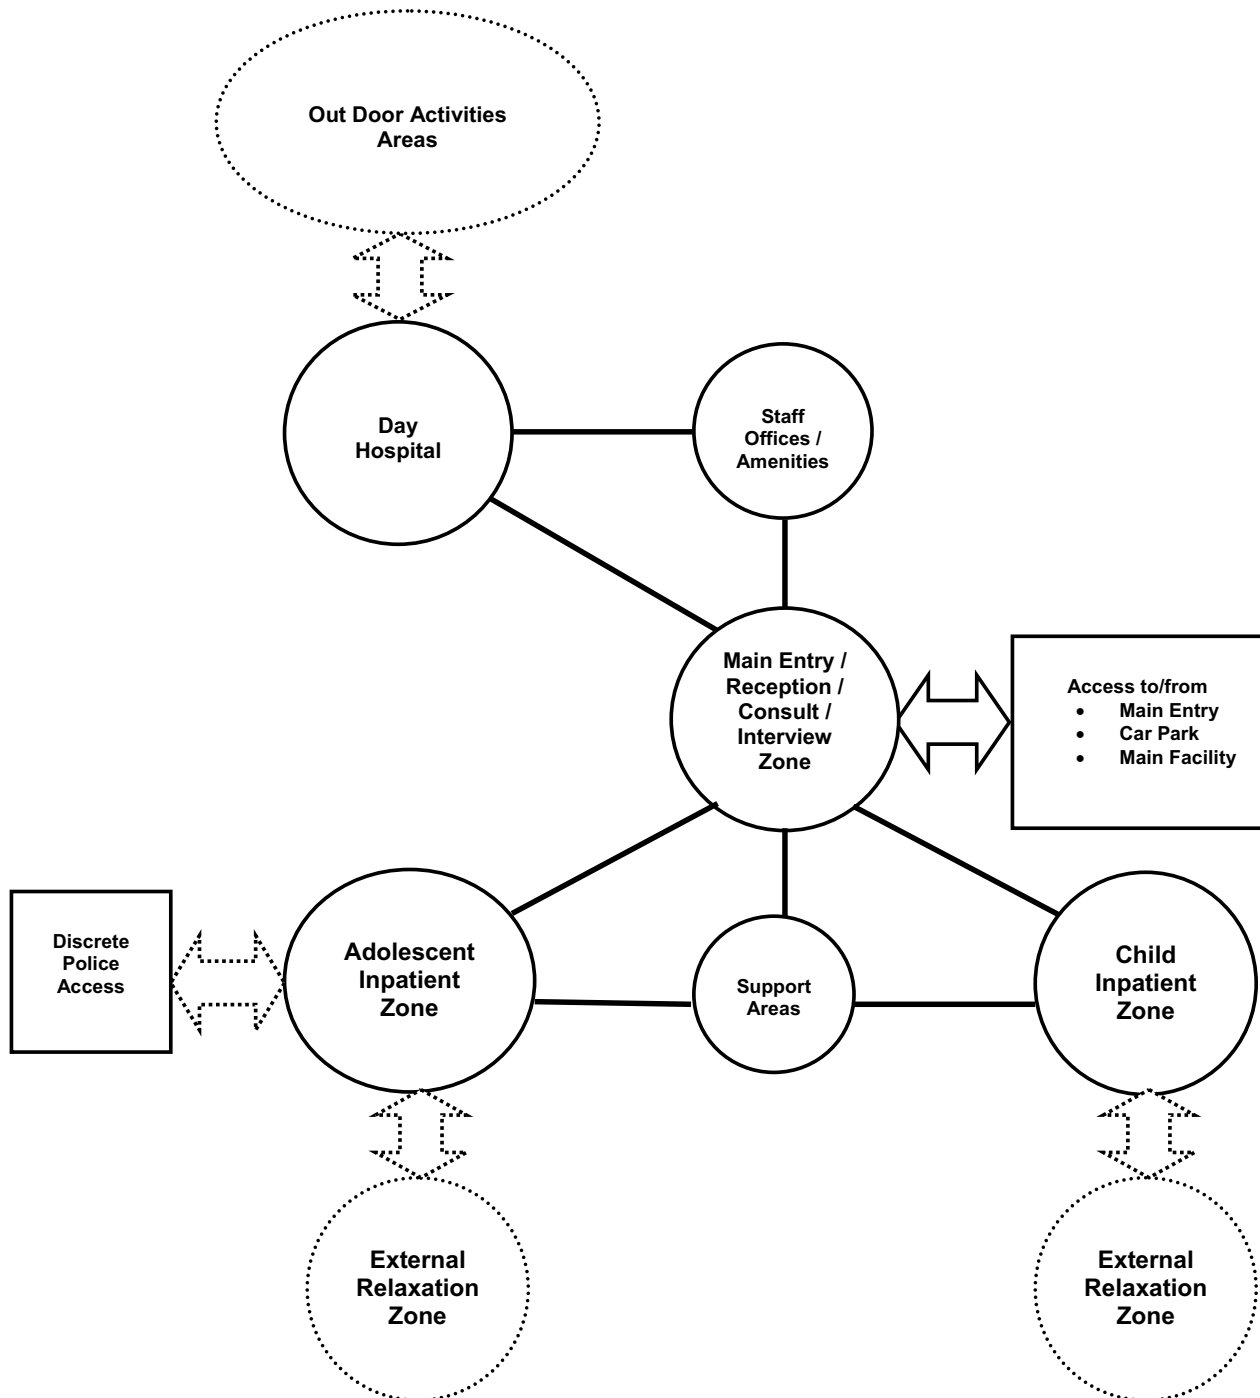 Out Door Activities
Areas
Day
Hospital
Staff
Offices /
Amenities
Main Entry /
Reception /
Consult /
Interview
Zone
Access to/from
• Main Entry
• Car Park
• Main Facility
Discrete
Police
Access
Adolescent
Inpatient
Zone
Support
Areas
Child
Inpatient
Zone
External
Relaxation
Zone
External
Relaxation
Zone